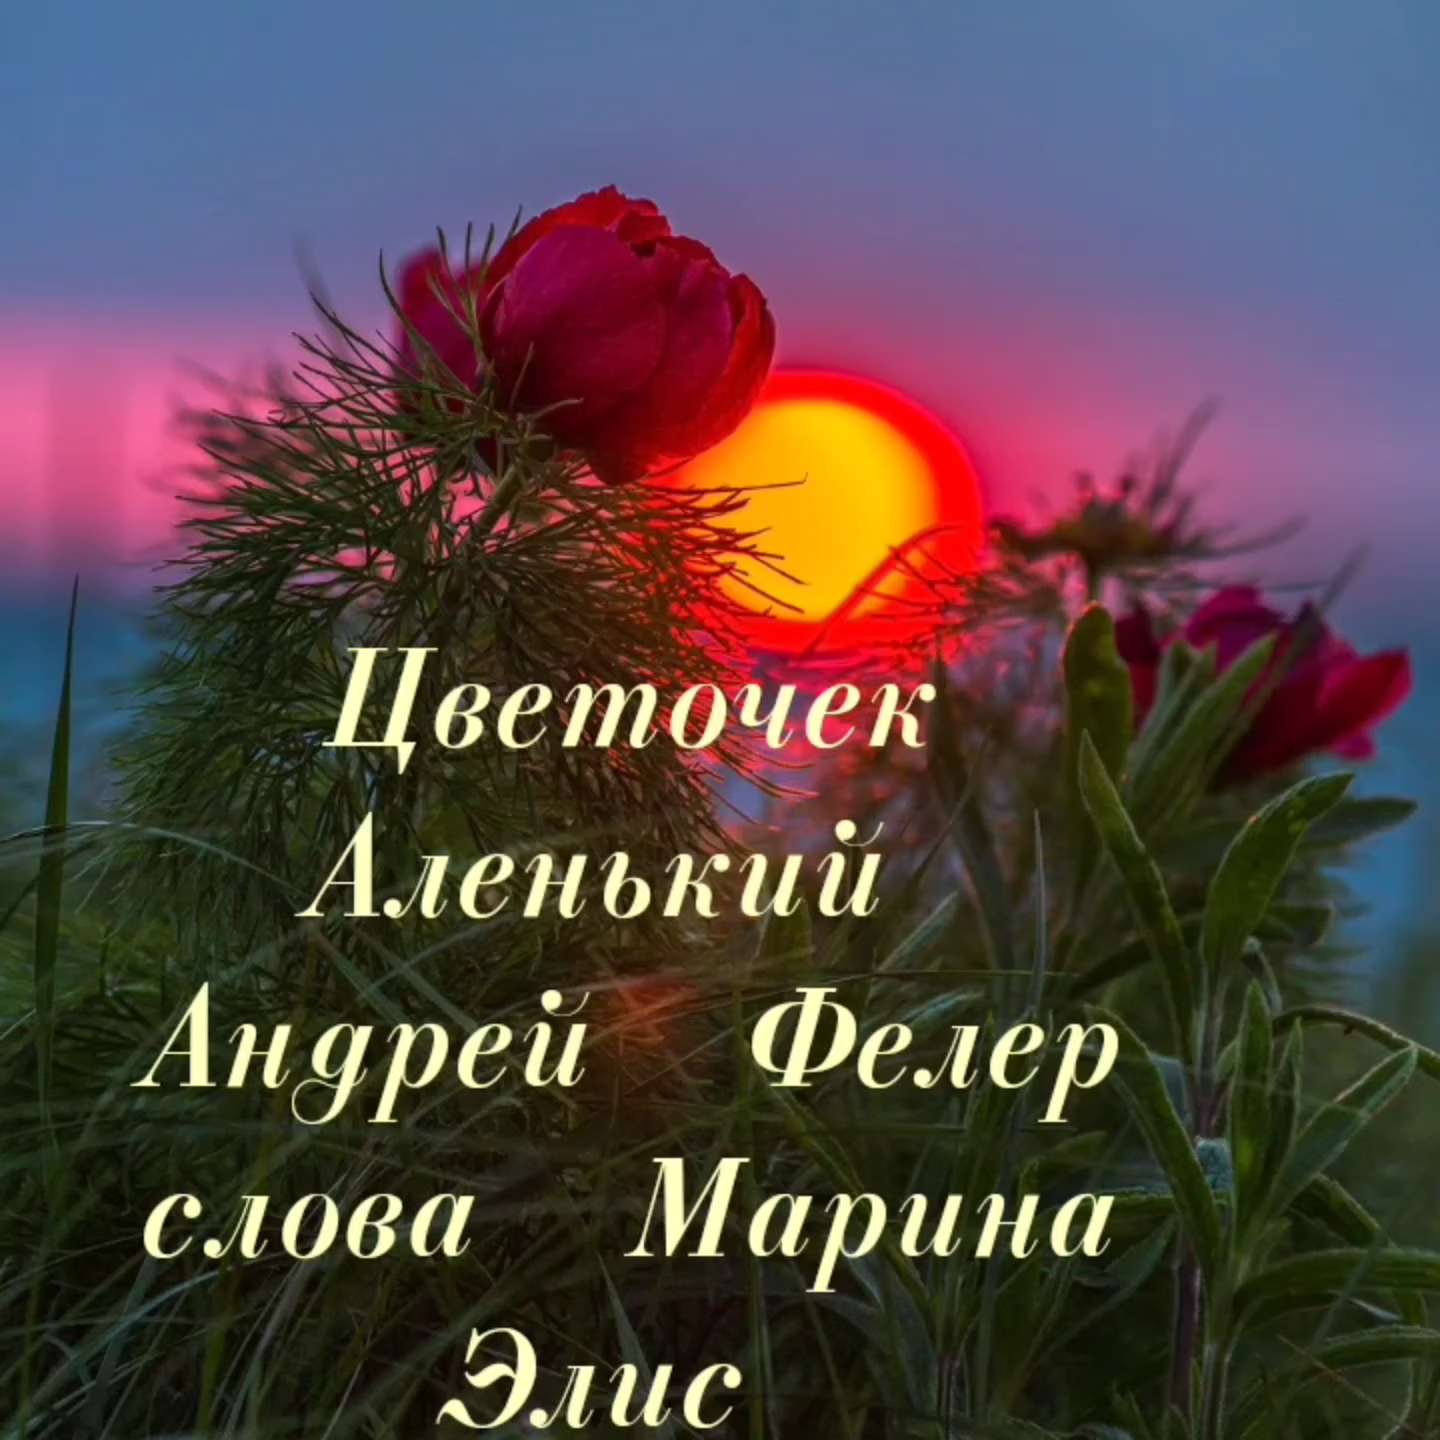 Цветочек
Аленький
Андрей Фелер
слова Марина
Элис